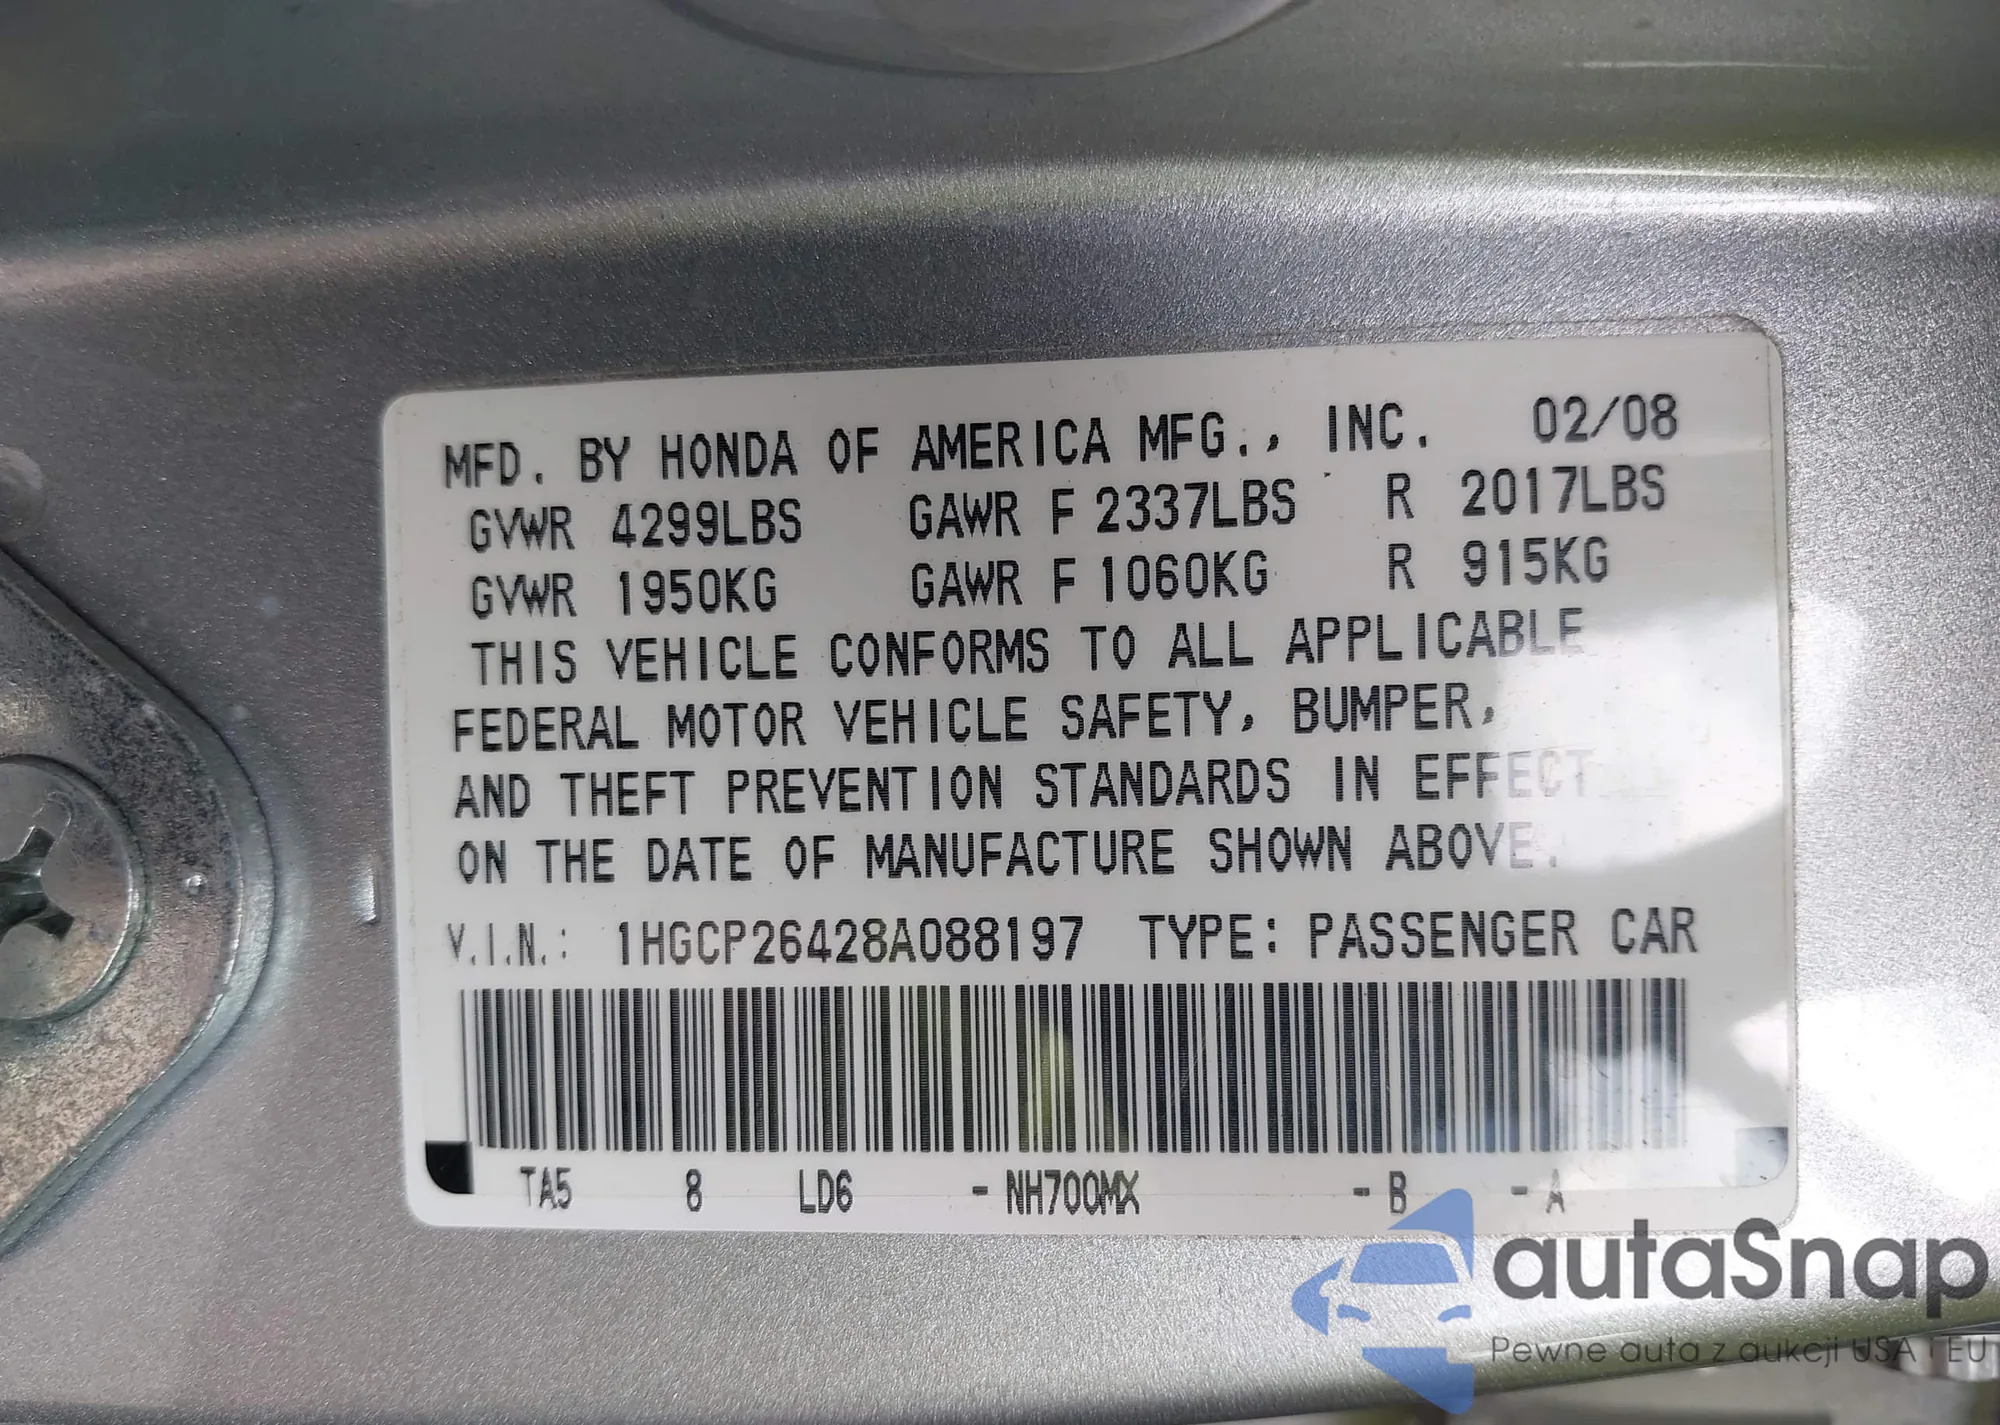 MFD. BY HONDA OF AMERICA MFG., INC. 02/08
GVWR 4299LBS GAWR F 2337LBS R 2017LBS
GVWR 1950KG GAWR F 1060KG R 915KG
THIS VEHICLE CONFORMS TO ALL APPLICABLE
FEDERAL MOTOR VEHICLE SAFETY, BUMPER,
AND THEFT PREVENTION STANDARDS IN EFFECT
ON THE DATE OF MANUFACTURE SHOWN ABOVE.
V.I.N.: 1HGCP26428A088197 TYPE: PASSENGER CAR
TA5 8 LD6 - NH700MX - B - A
autaSnap
Pewne auta z aukcji USA i EU